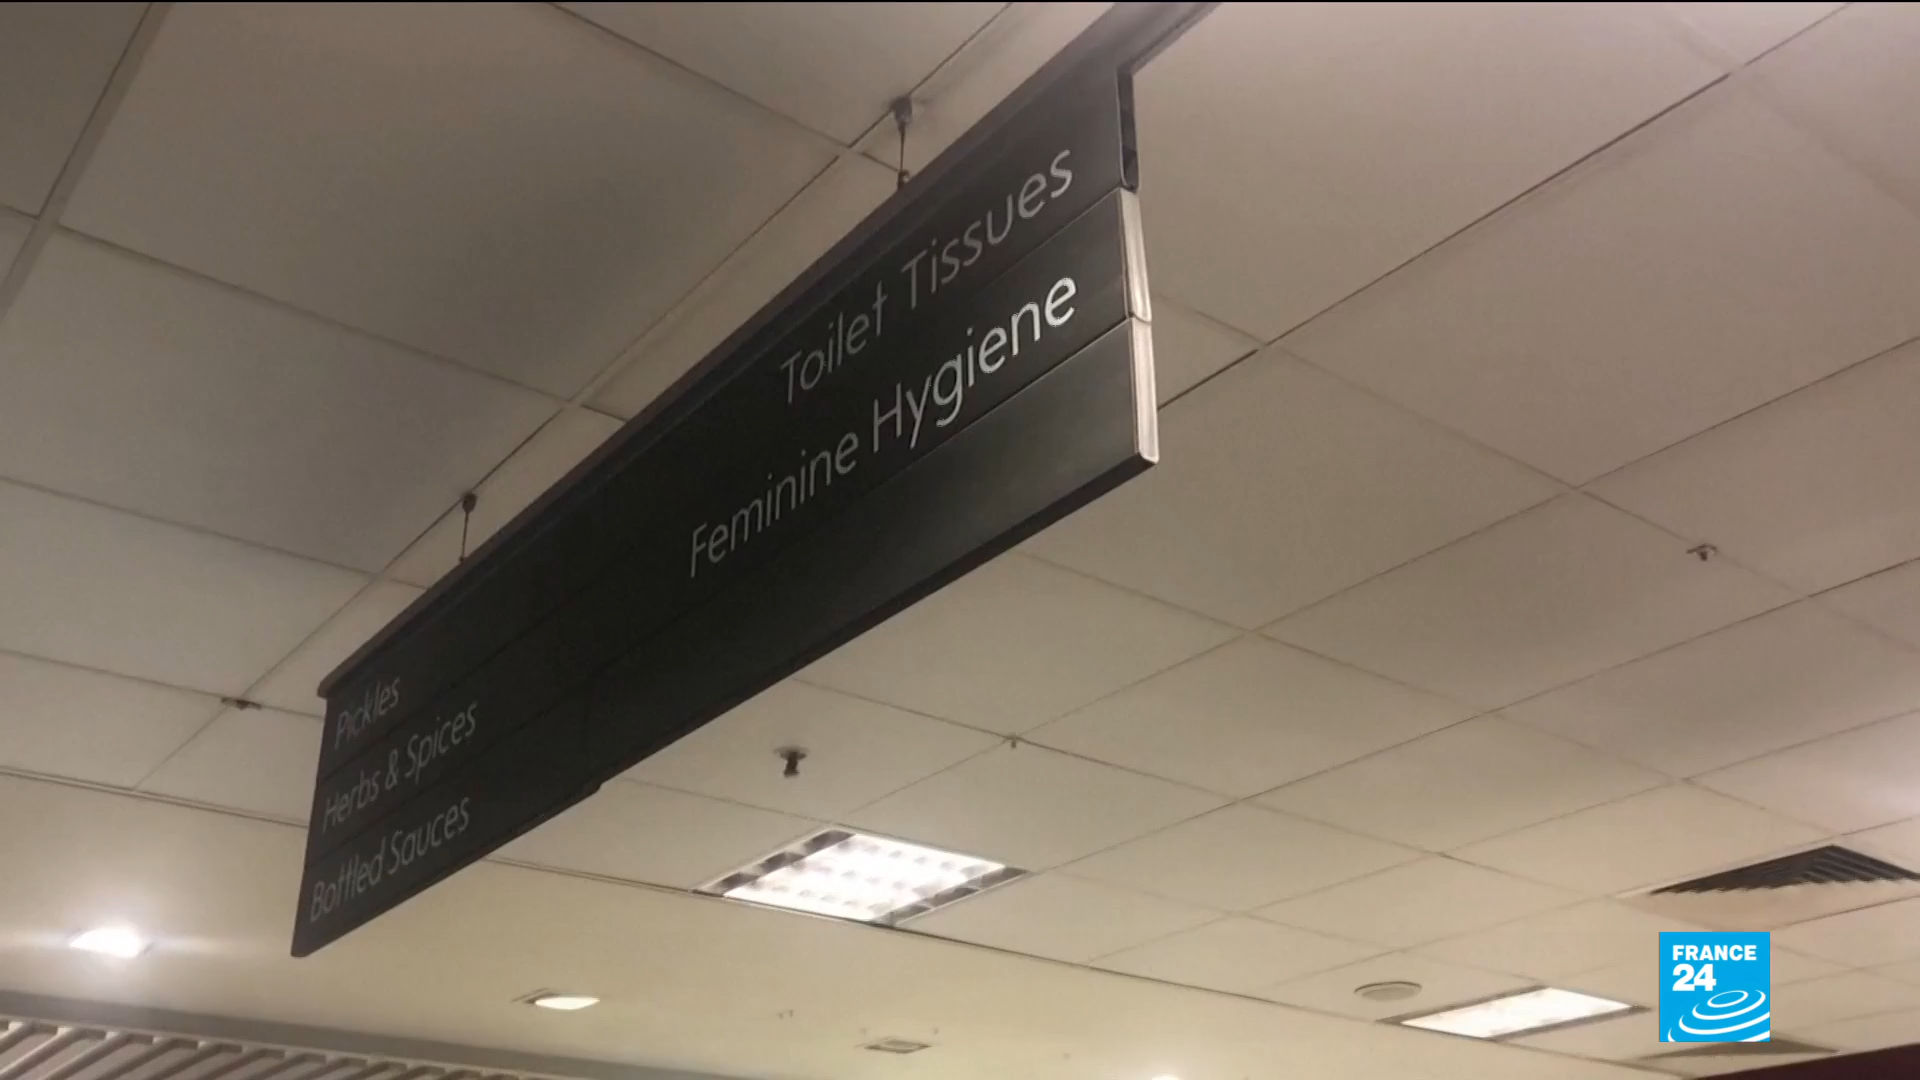 Toilet Tissues
Feminine Hygiene
Pickles
Herbs & Spices
Bottled Sauces
FRANCE
24